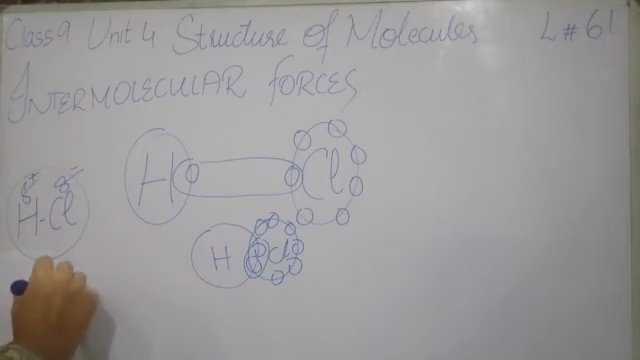 Class 9 Unit 4 Structure of Molecules L # 61
INTERMOLECULAR FORCES
H Cl
δ+ δ-
H-Cl
H Cl